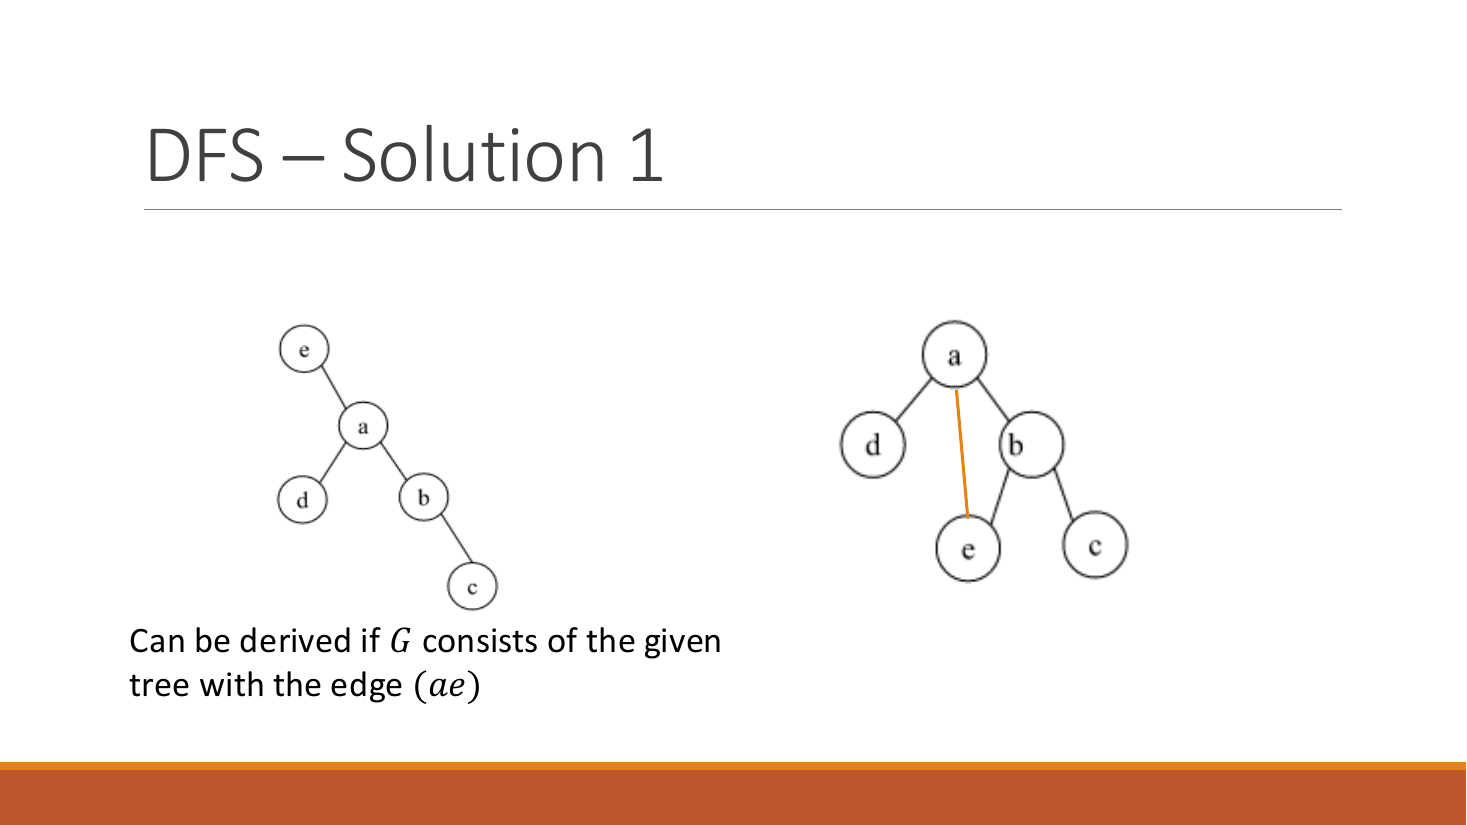 DFS – Solution 1
e
a
d
b
c
a
d
b
e
c
Can be derived if 𝐺 consists of the given
tree with the edge (𝑎𝑒)